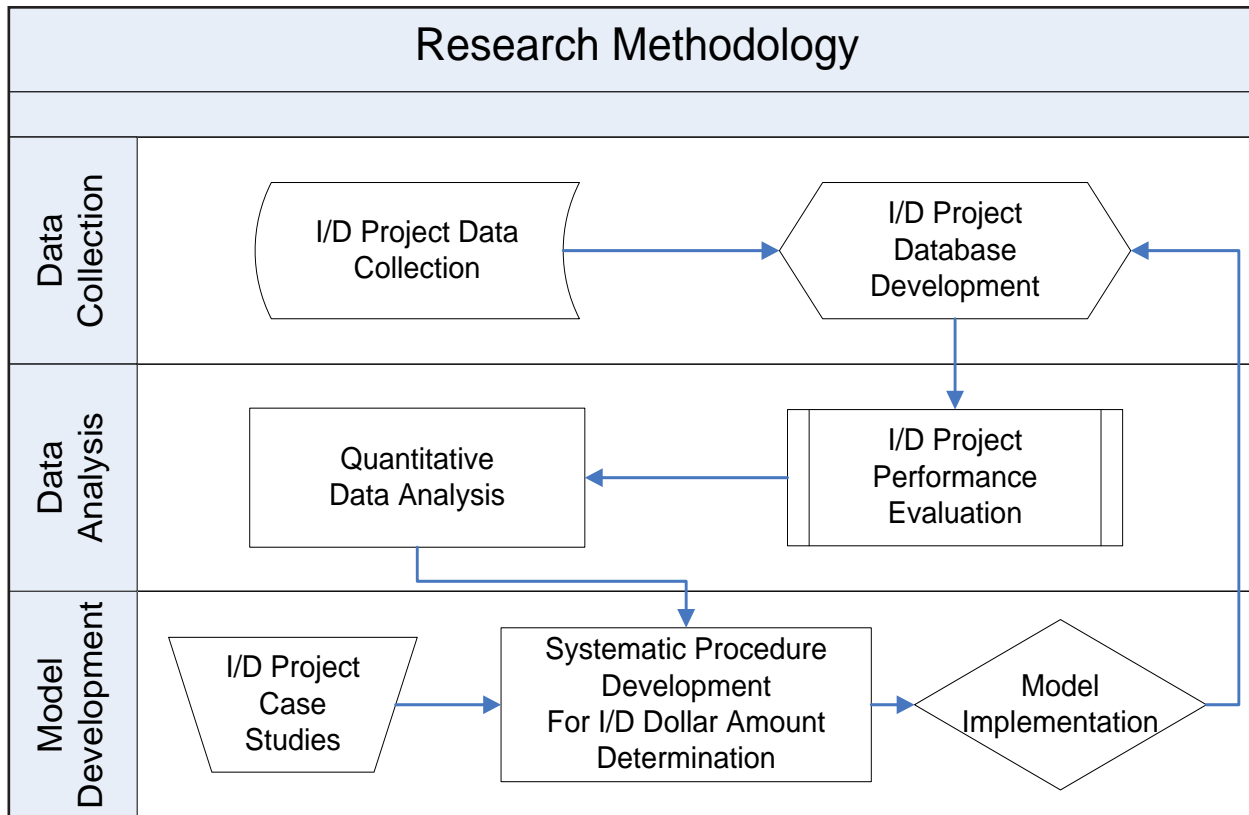 Research Methodology
Data
Collection
I/D Project Data
Collection
I/D Project
Database
Development
Data
Analysis
Quantitative
Data Analysis
I/D Project
Performance
Evaluation
Model
Development
I/D Project
Case
Studies
Systematic Procedure
Development
For I/D Dollar Amount
Determination
Model
Implementation